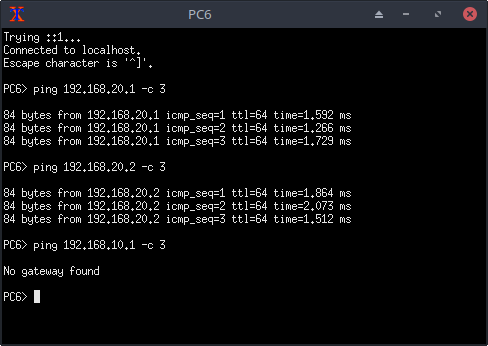 PC6
Trying ::1...
Connected to localhost.
Escape character is '^]'.
PC6> ping 192.168.20.1 -c 3
84 bytes from 192.168.20.1 icmp_seq=1 ttl=64 time=1.592 ms
84 bytes from 192.168.20.1 icmp_seq=2 ttl=64 time=1.266 ms
84 bytes from 192.168.20.1 icmp_seq=3 ttl=64 time=1.729 ms
PC6> ping 192.168.20.2 -c 3
84 bytes from 192.168.20.2 icmp_seq=1 ttl=64 time=1.864 ms
84 bytes from 192.168.20.2 icmp_seq=2 ttl=64 time=2.073 ms
84 bytes from 192.168.20.2 icmp_seq=3 ttl=64 time=1.512 ms
PC6> ping 192.168.10.1 -c 3
No gateway found
PC6>